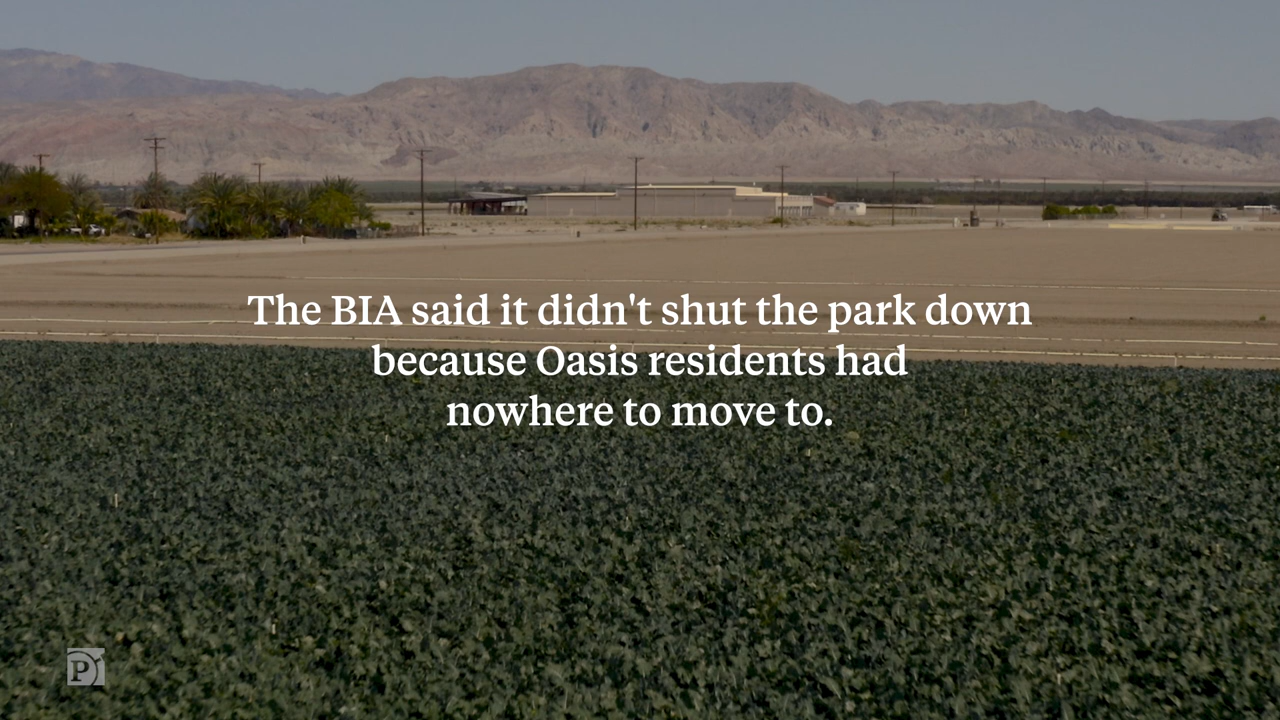 The BIA said it didn't shut the park down
because Oasis residents had
nowhere to move to.
P